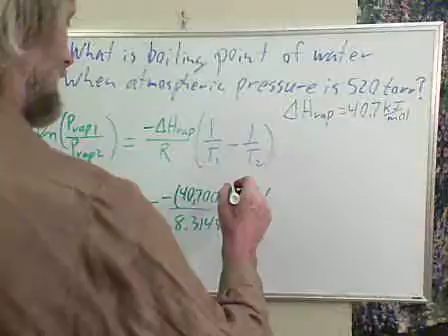 What is boiling point of water
When atmospheric pressure is 520 torr?
ΔHvap = 40.7 kJ/mol
(Pvap1/Pvap2) = -ΔHvap/R (1/T1 - 1/T2)
-(40,700
8.314